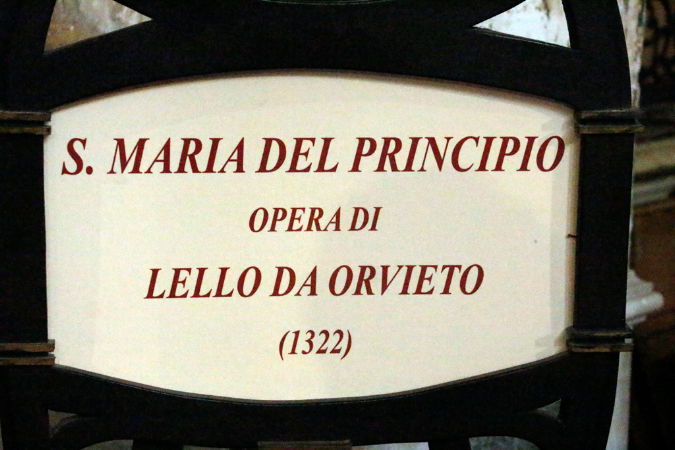 S. MARIA DEL PRINCIPIO
OPERA DI
LELLO DA ORVIETO
(1322)